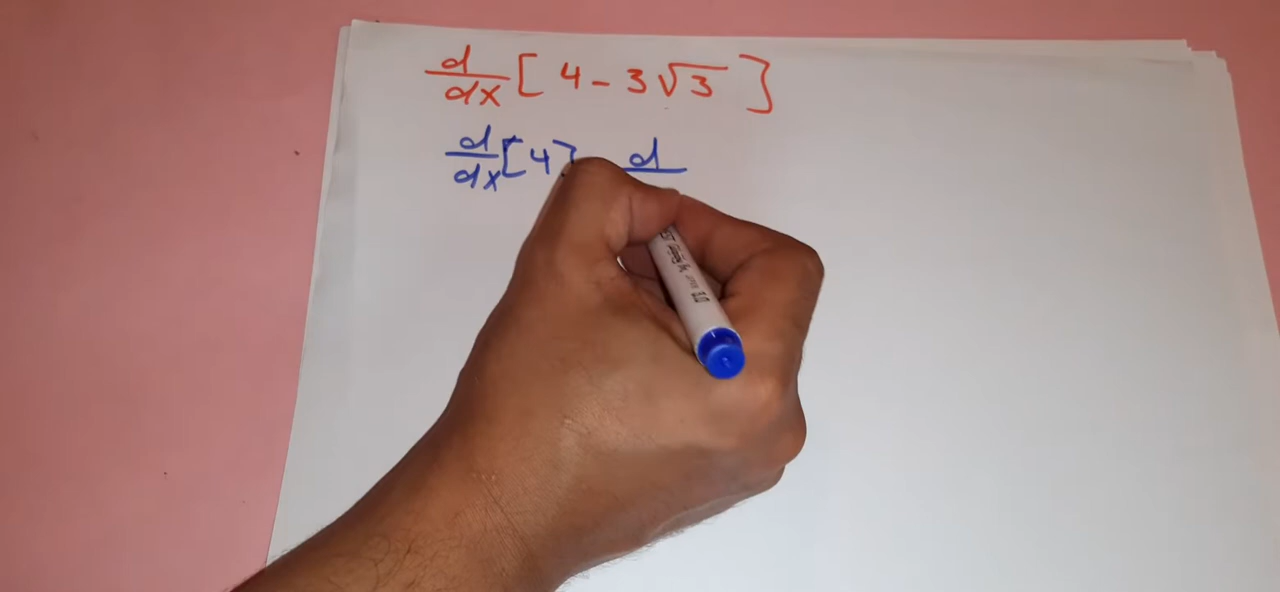 d/dx [ 4 - 3√3 ]
d/dx [4] d